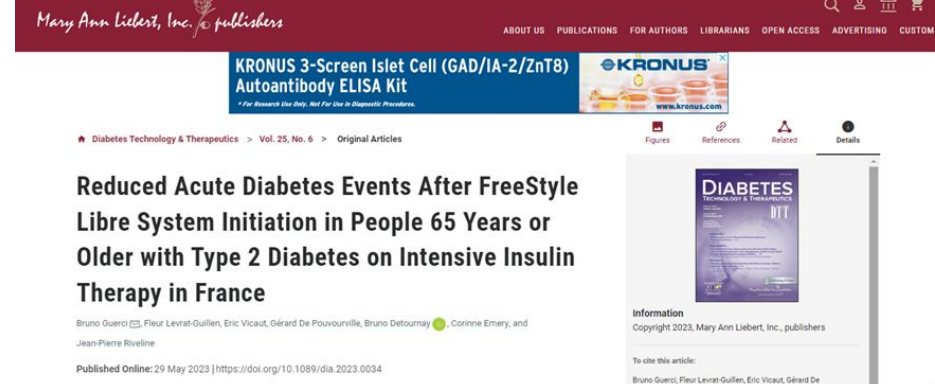 Mary Ann Liebert, Inc. publishers
ABOUT US PUBLICATIONS FOR AUTHORS LIBRARIANS OPEN ACCESS ADVERTISING CUSTOM
KRONUS 3-Screen Islet Cell (GAD/IA-2/ZnT8)
Autoantibody ELISA Kit
* For Research Use Only. Not For Use in Diagnostic Procedures.
KRONUS
www.kronus.com
Diabetes Technology & Therapeutics > Vol. 25, No. 6 > Original Articles
Figures References Related Details
Reduced Acute Diabetes Events After FreeStyle
Libre System Initiation in People 65 Years or
Older with Type 2 Diabetes on Intensive Insulin
Therapy in France
Bruno Guerci, Fleur Levrat-Guillen, Eric Vicaut, Gérard De Pouvourville, Bruno Detournay, Corinne Emery, and
Jean-Pierre Riveline
Published Online: 29 May 2023 | https://doi.org/10.1089/dia.2023.0034
DIABETES
TECHNOLOGY & THERAPEUTICS
DTT
Information
Copyright 2023, Mary Ann Liebert, Inc., publishers
To cite this article:
Bruno Guerci, Fleur Levrat-Guillen, Eric Vicaut, Gérard De